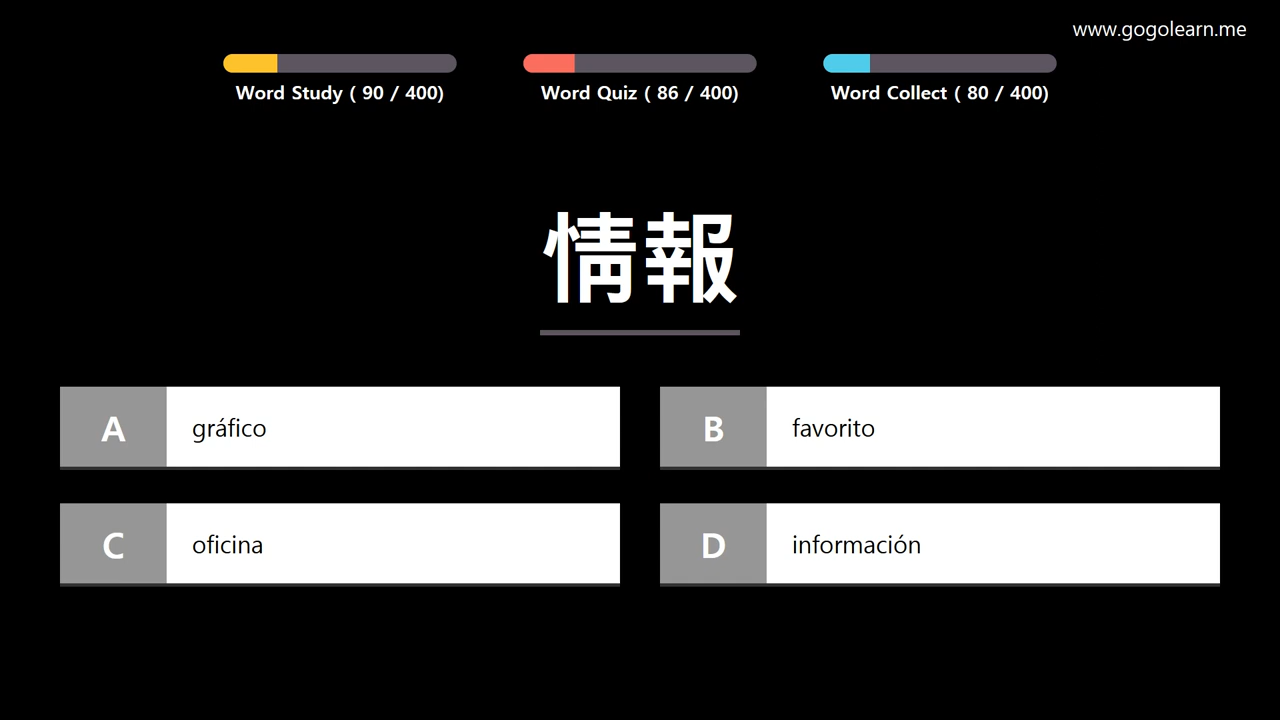 www.gogolearn.me
Word Study ( 90 / 400)
Word Quiz ( 86 / 400)
Word Collect ( 80 / 400)
情報
A gráfico
B favorito
C oficina
D información